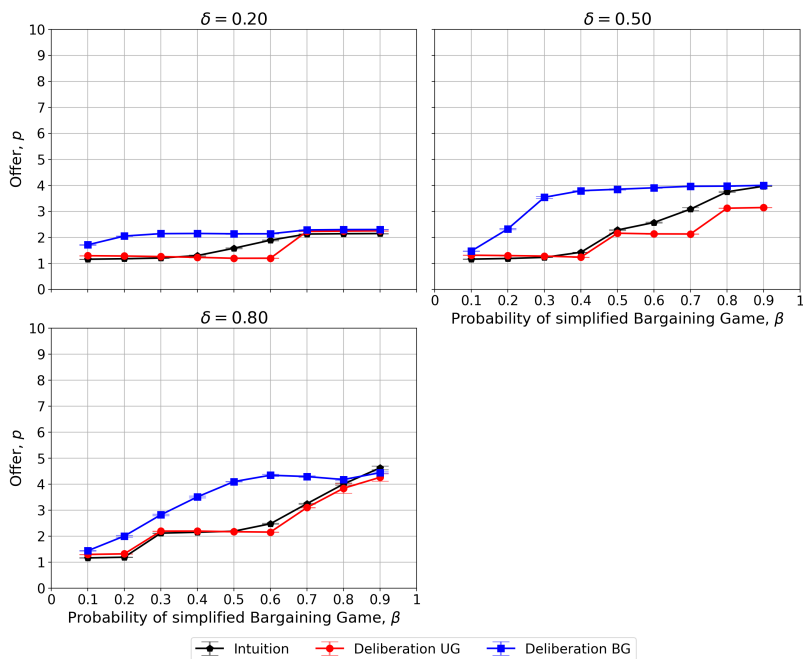 δ = 0.20
δ = 0.50
10
9
8
7
6
5
4
3
2
1
0
Offer, p
0 0.1 0.2 0.3 0.4 0.5 0.6 0.7 0.8 0.9 1
Probability of simplified Bargaining Game, β
δ = 0.80
10
9
8
7
6
5
4
3
2
1
0
Offer, p
0 0.1 0.2 0.3 0.4 0.5 0.6 0.7 0.8 0.9 1
Probability of simplified Bargaining Game, β
Intuition Deliberation UG Deliberation BG